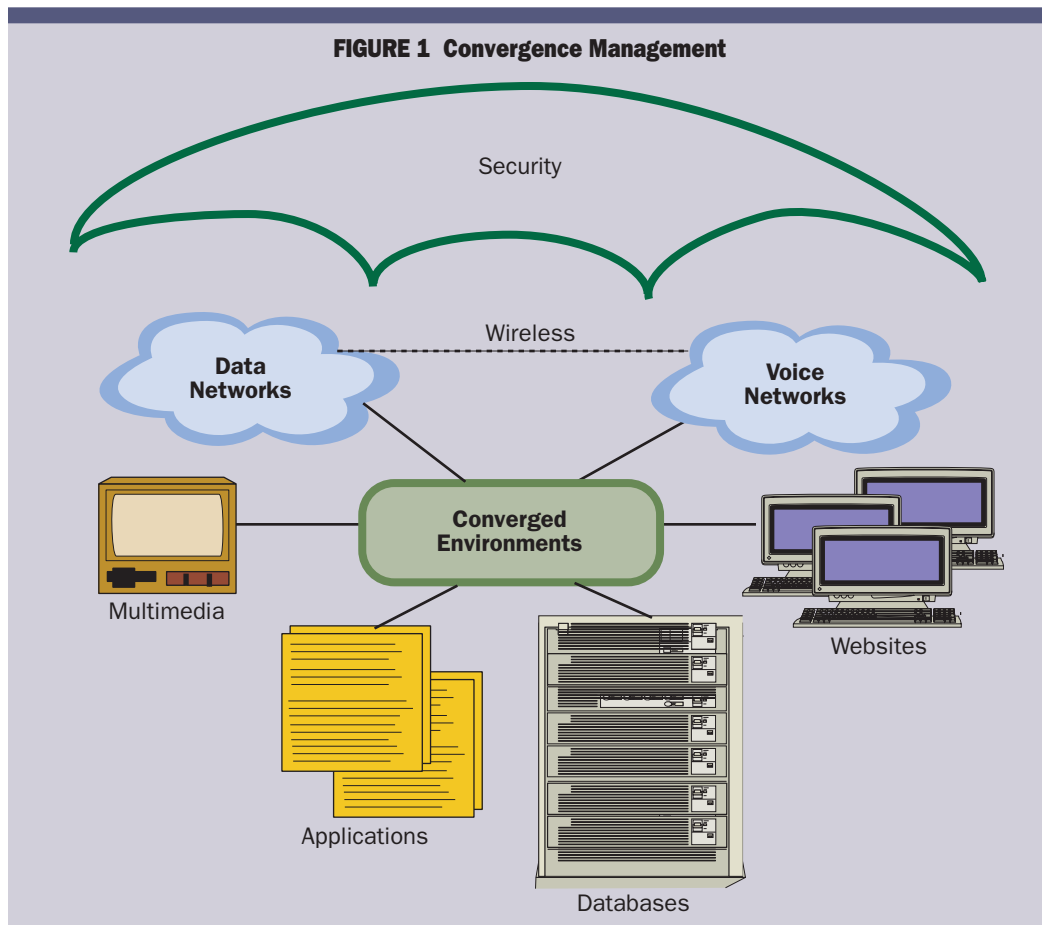 FIGURE 1 Convergence Management
Security
Wireless
Data
Networks
Voice
Networks
Converged
Environments
Multimedia
Websites
Applications
Databases